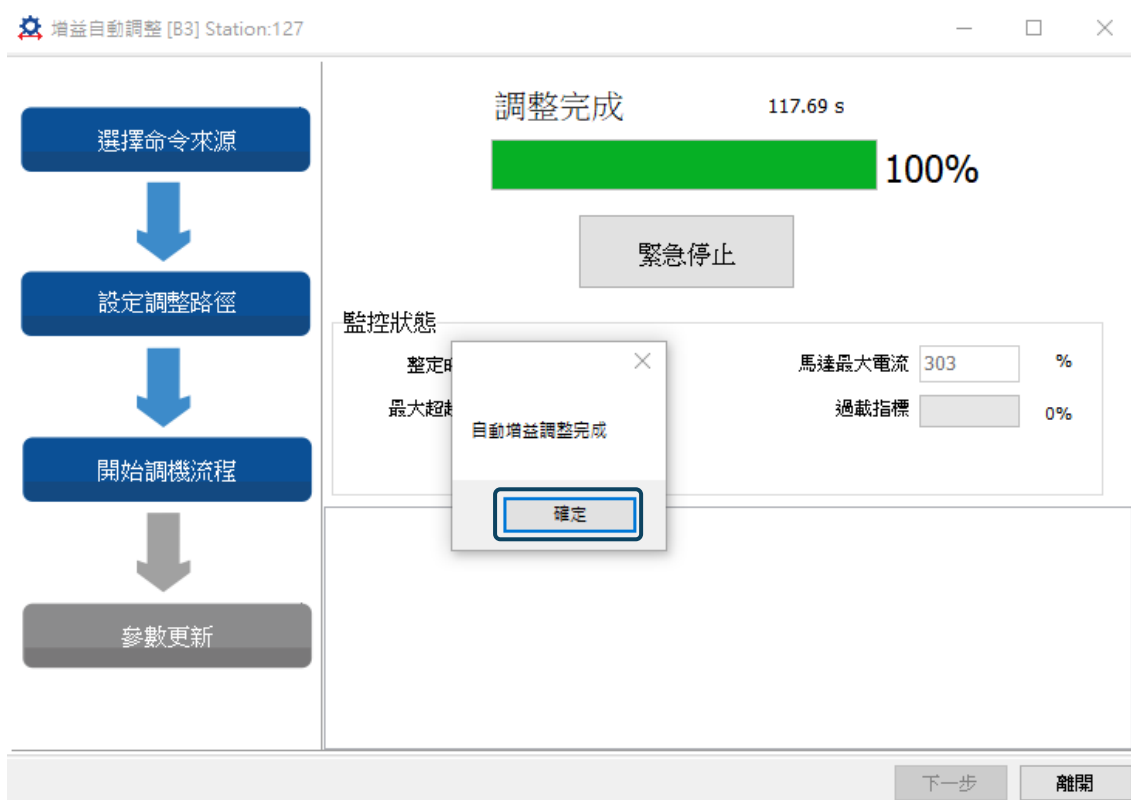 增益自動調整 [B3] Station:127
選擇命令來源
設定調整路徑
開始調機流程
參數更新
調整完成 117.69 s
100%
緊急停止
監控狀態
整定
馬達最大電流 303 %
最大超
過載指標 0%
自動增益調整完成
確定
下一步 離開